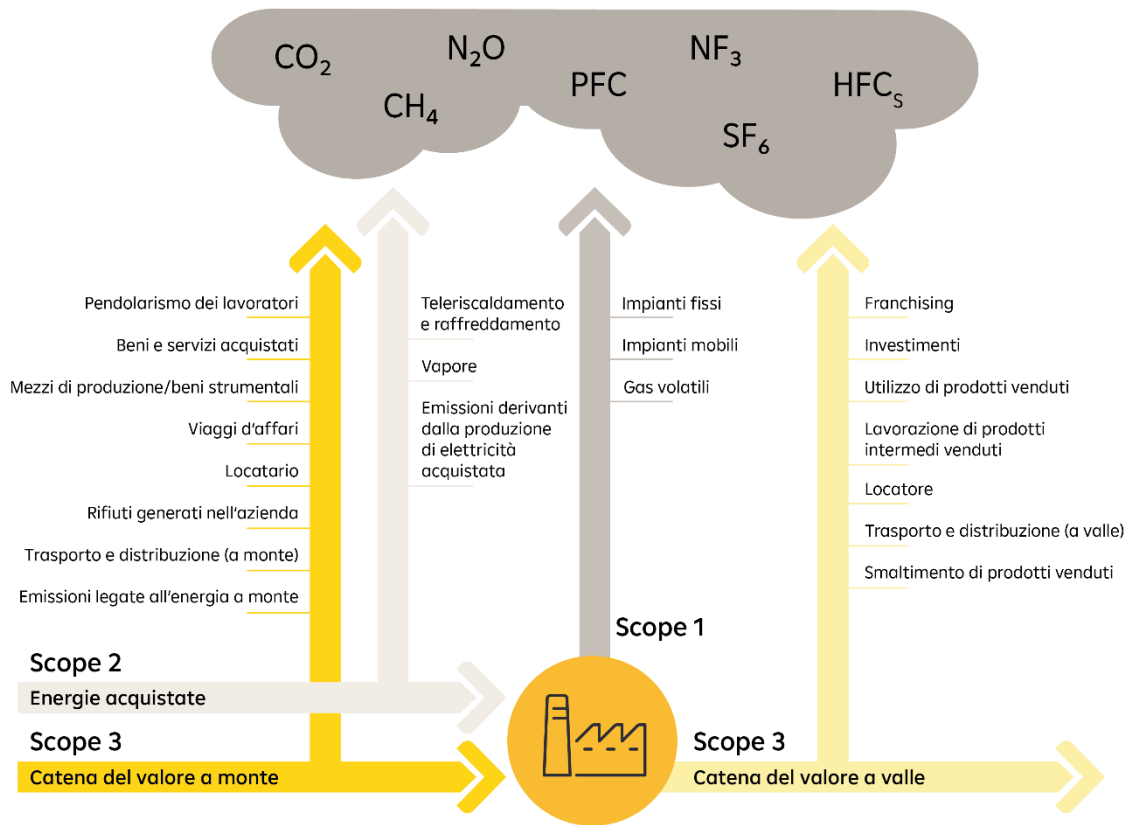 CO₂
N₂O
NF₃
CH₄
PFC
HFCₛ
SF₆
Pendolarismo dei lavoratori
Beni e servizi acquistati
Mezzi di produzione/beni strumentali
Viaggi d'affari
Locatario
Rifiuti generati nell'azienda
Trasporto e distribuzione (a monte)
Emissioni legate all'energia a monte
Teleriscaldamento
e raffreddamento
Vapore
Emissioni derivanti
dalla produzione
di elettricità
acquistata
Impianti fissi
Impianti mobili
Gas volatili
Franchising
Investimenti
Utilizzo di prodotti venduti
Lavorazione di prodotti
intermedi venduti
Locatore
Trasporto e distribuzione (a valle)
Smaltimento di prodotti venduti
Scope 1
Scope 2
Energie acquistate
Scope 3
Catena del valore a monte
Scope 3
Catena del valore a valle